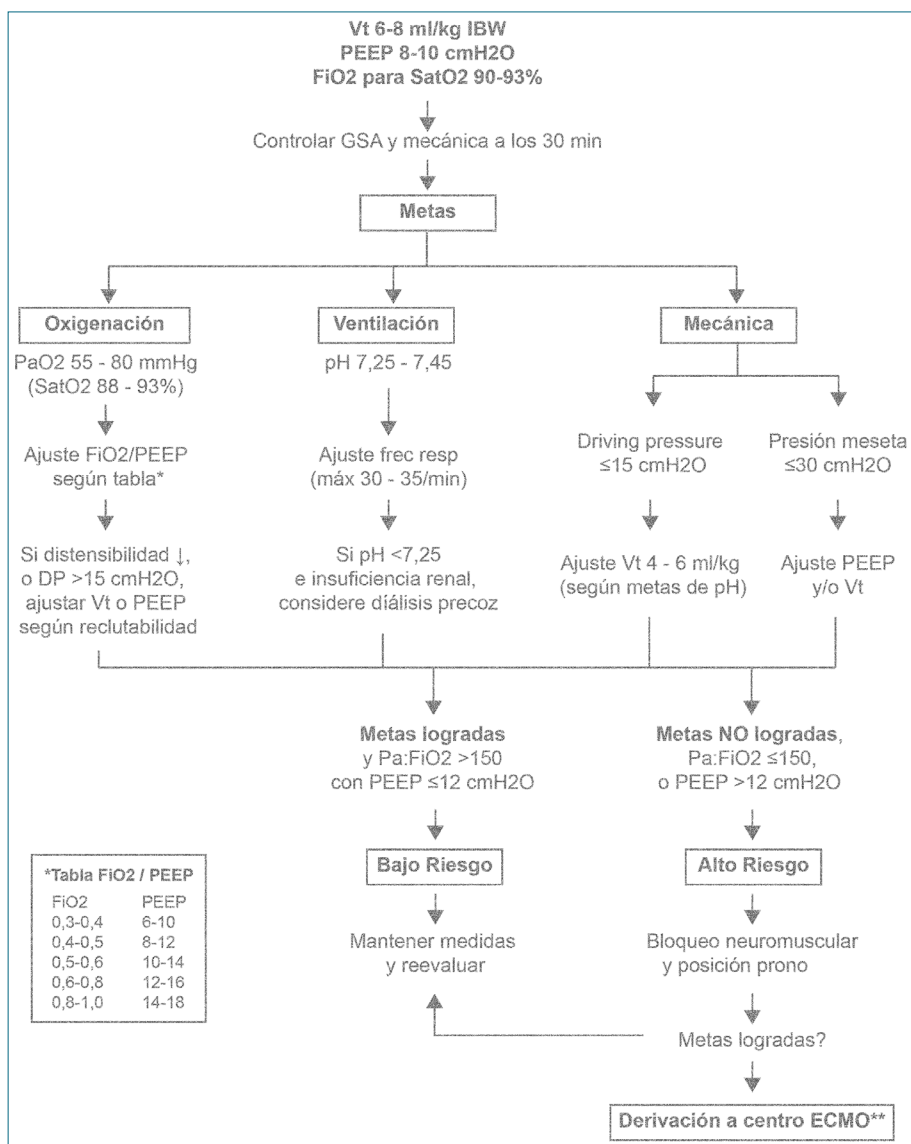 Vt 6-8 ml/kg IBW
PEEP 8-10 cmH2O
FiO2 para SatO2 90-93%
Controlar GSA y mecánica a los 30 min
Metas
Oxigenación
PaO2 55 - 80 mmHg
(SatO2 88 - 93%)
Ajuste FiO2/PEEP
según tabla*
Si distensibilidad ↓,
o DP >15 cmH2O,
ajustar Vt o PEEP
según reclutabilidad
Ventilación
pH 7,25 - 7,45
Ajuste frec resp
(máx 30 - 35/min)
Si pH <7,25
e insuficiencia renal,
considere díálisis precoz
Mecánica
Driving pressure
≤15 cmH2O
Ajuste Vt 4 - 6 ml/kg
(según metas de pH)
Presión meseta
≤30 cmH2O
Ajuste PEEP
y/o Vt
Metas logradas
y Pa:FiO2 >150
con PEEP ≤12 cmH2O
Bajo Riesgo
Mantener medidas
y reevaluar
Metas NO logradas,
Pa:FiO2 ≤150,
o PEEP >12 cmH2O
Alto Riesgo
Bloqueo neuromuscular
y posición prono
Metas logradas?
Derivación a centro ECMO**
*Tabla FiO2 / PEEP
FiO2 PEEP
0,3-0,4 6-10
0,4-0,5 8-12
0,5-0,6 10-14
0,6-0,8 12-16
0,8-1,0 14-18